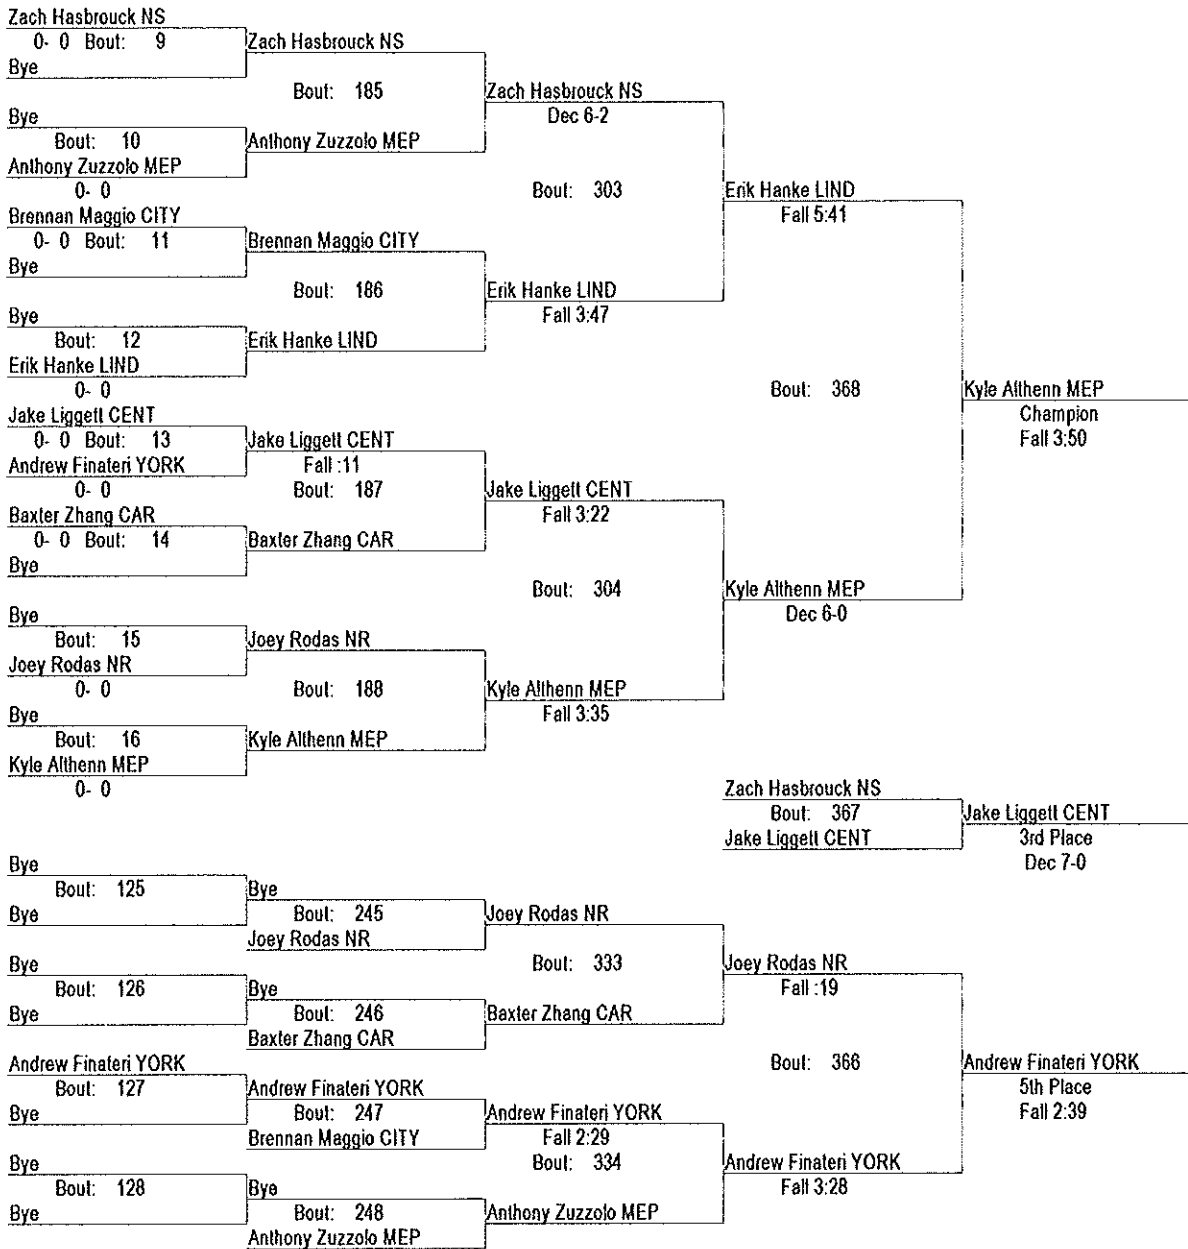 Zach Hasbrouck NS
0- 0 Bout: 9
Bye
Zach Hasbrouck NS
Bout: 185
Bye
Bout: 10
Anthony Zuzzolo MEP
0- 0
Anthony Zuzzolo MEP
Zach Hasbrouck NS
Dec 6-2
Bout: 303
Brennan Maggio CITY
0- 0 Bout: 11
Bye
Brennan Maggio CITY
Bout: 186
Bye
Bout: 12
Erik Hanke LIND
0- 0
Erik Hanke LIND
Erik Hanke LIND
Fall 3:47
Erik Hanke LIND
Fall 5:41
Bout: 368
Kyle Althenn MEP
Champion
Fall 3:50
Jake Liggett CENT
0- 0 Bout: 13
Andrew Finateri YORK
0- 0
Jake Liggett CENT
Fall :11
Bout: 187
Baxter Zhang CAR
0- 0 Bout: 14
Bye
Baxter Zhang CAR
Jake Liggett CENT
Fall 3:22
Bout: 304
Kyle Althenn MEP
Dec 6-0
Bye
Bout: 15
Joey Rodas NR
0- 0
Joey Rodas NR
Bout: 188
Bye
Bout: 16
Kyle Althenn MEP
0- 0
Kyle Althenn MEP
Kyle Althenn MEP
Fall 3:35
Zach Hasbrouck NS
Bout: 367
Jake Liggett CENT
Jake Liggett CENT
3rd Place
Dec 7-0
Bye
Bout: 125
Bye
Bye
Bout: 245
Joey Rodas NR
Joey Rodas NR
Bout: 333
Bye
Bout: 126
Bye
Bye
Bout: 246
Baxter Zhang CAR
Baxter Zhang CAR
Joey Rodas NR
Fall :19
Bout: 366
Andrew Finateri YORK
5th Place
Fall 2:39
Andrew Finateri YORK
Bout: 127
Bye
Andrew Finateri YORK
Bout: 247
Brennan Maggio CITY
Andrew Finateri YORK
Fall 2:29
Bout: 334
Andrew Finateri YORK
Fall 3:28
Bye
Bout: 128
Bye
Bye
Bout: 248
Anthony Zuzzolo MEP
Anthony Zuzzolo MEP